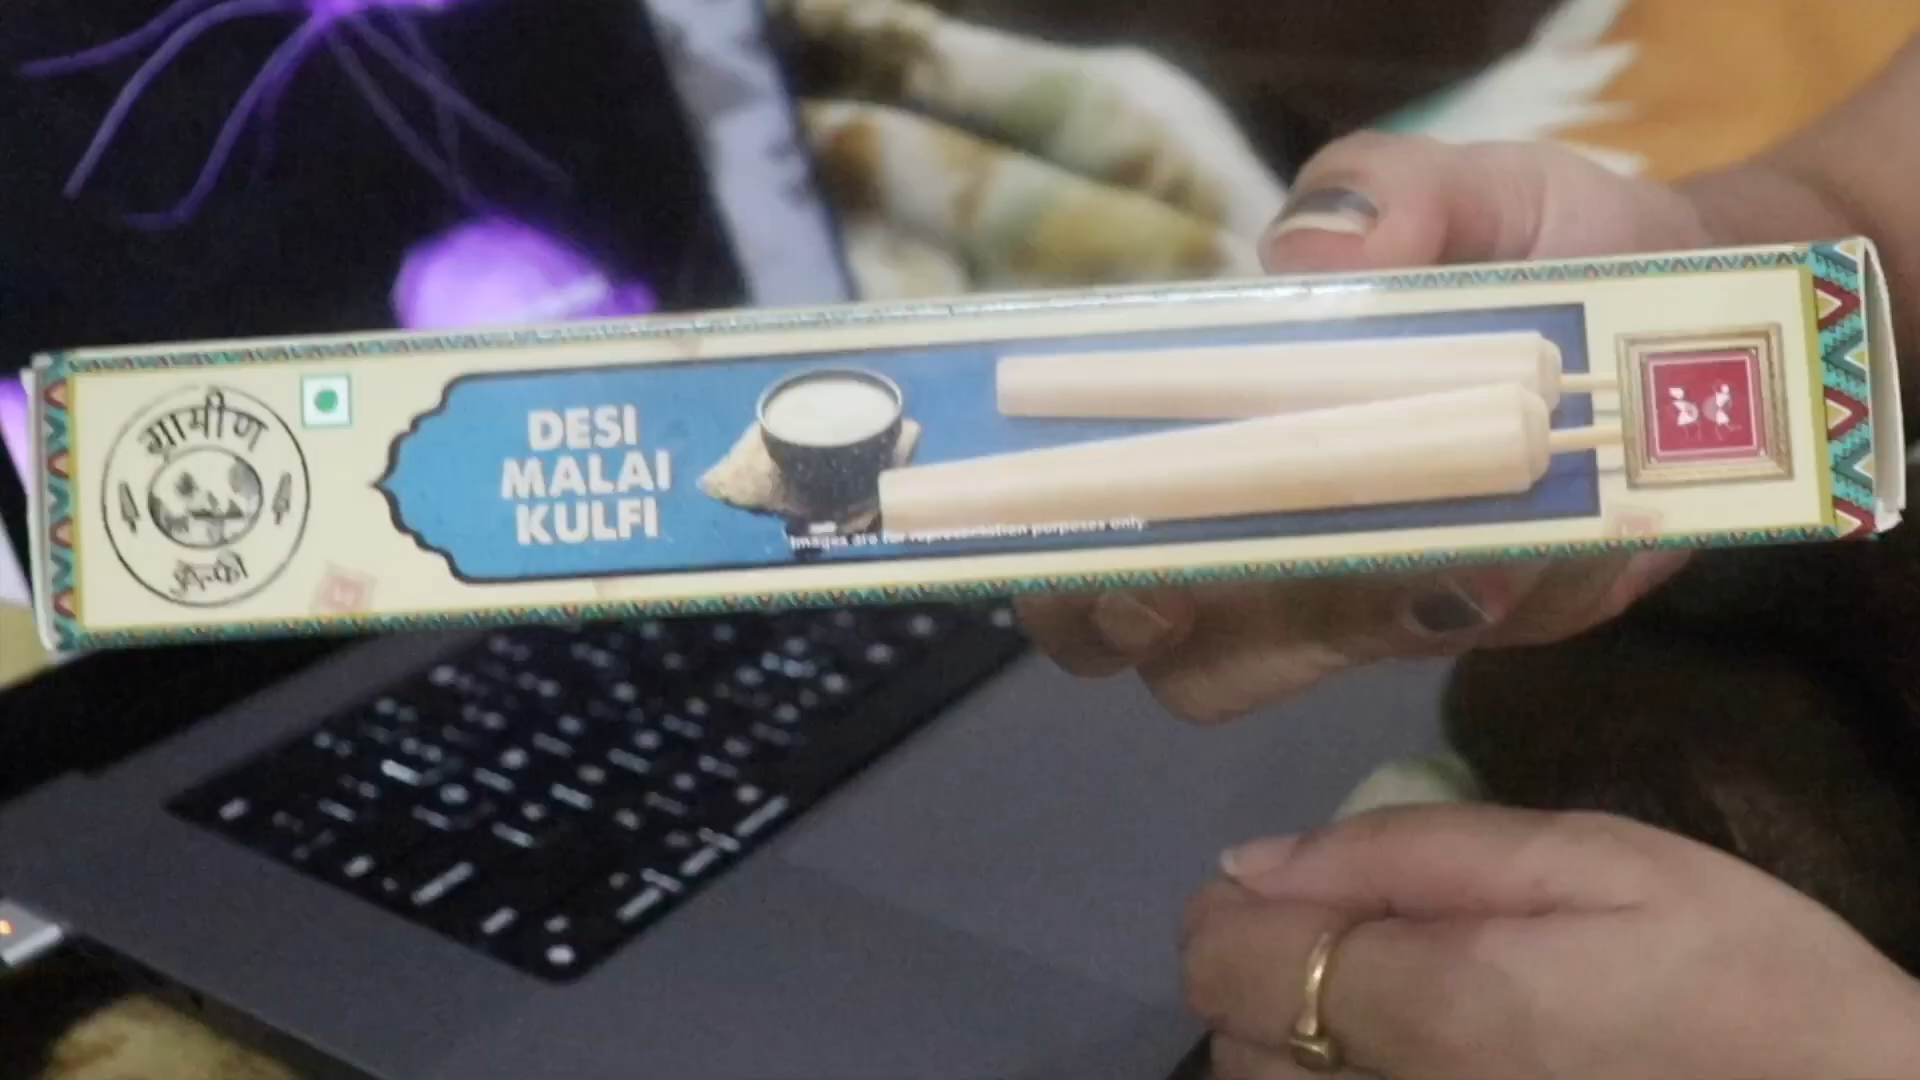 ग्रामीण
DESI
MALAI
KULFI
Images are for representation purposes only.